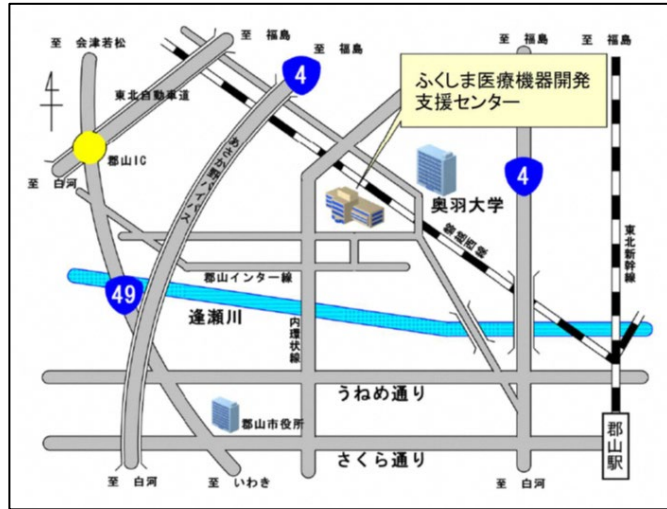 至 会津若松
至 福島
至 福島
至 福島
至 福島
4
ふくしま医療機器開発
支援センター
東北自動車道
4
あさか野バイパス
郡山IC
至 白河
奥羽大学
磐越西線
東北新幹線
郡山インター線
49
逢瀬川
内環状線
うねめ通り
郡山市役所
さくら通り
郡山駅
至 白河
至 いわき
至 白河